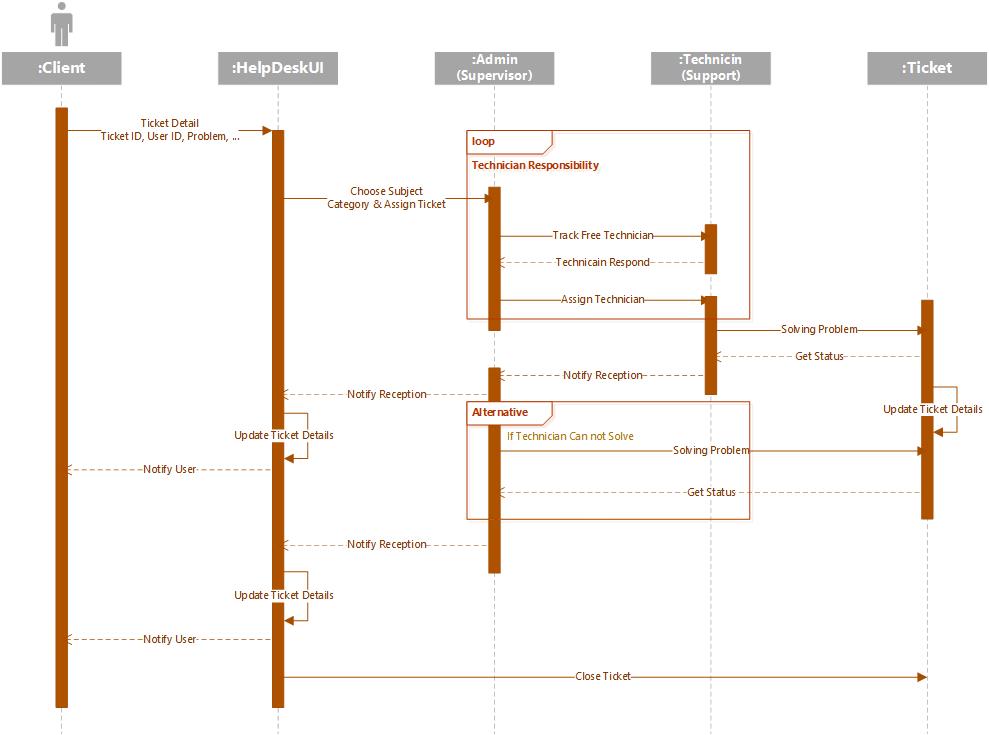 :Client
:HelpDeskUI
:Admin
(Supervisor)
:Technicin
(Support)
:Ticket
Ticket Detail
Ticket ID, User ID, Problem, ...
loop
Technician Responsibility
Choose Subject
Category & Assign Ticket
Track Free Technician
Technicain Respond
Assign Technician
Solving Problem
Get Status
Notify Reception
Notify Reception
Update Ticket Details
Alternative
If Technician Can not Solve
Update Ticket Details
Solving Problem
Notify User
Get Status
Notify Reception
Update Ticket Details
Notify User
Close Ticket